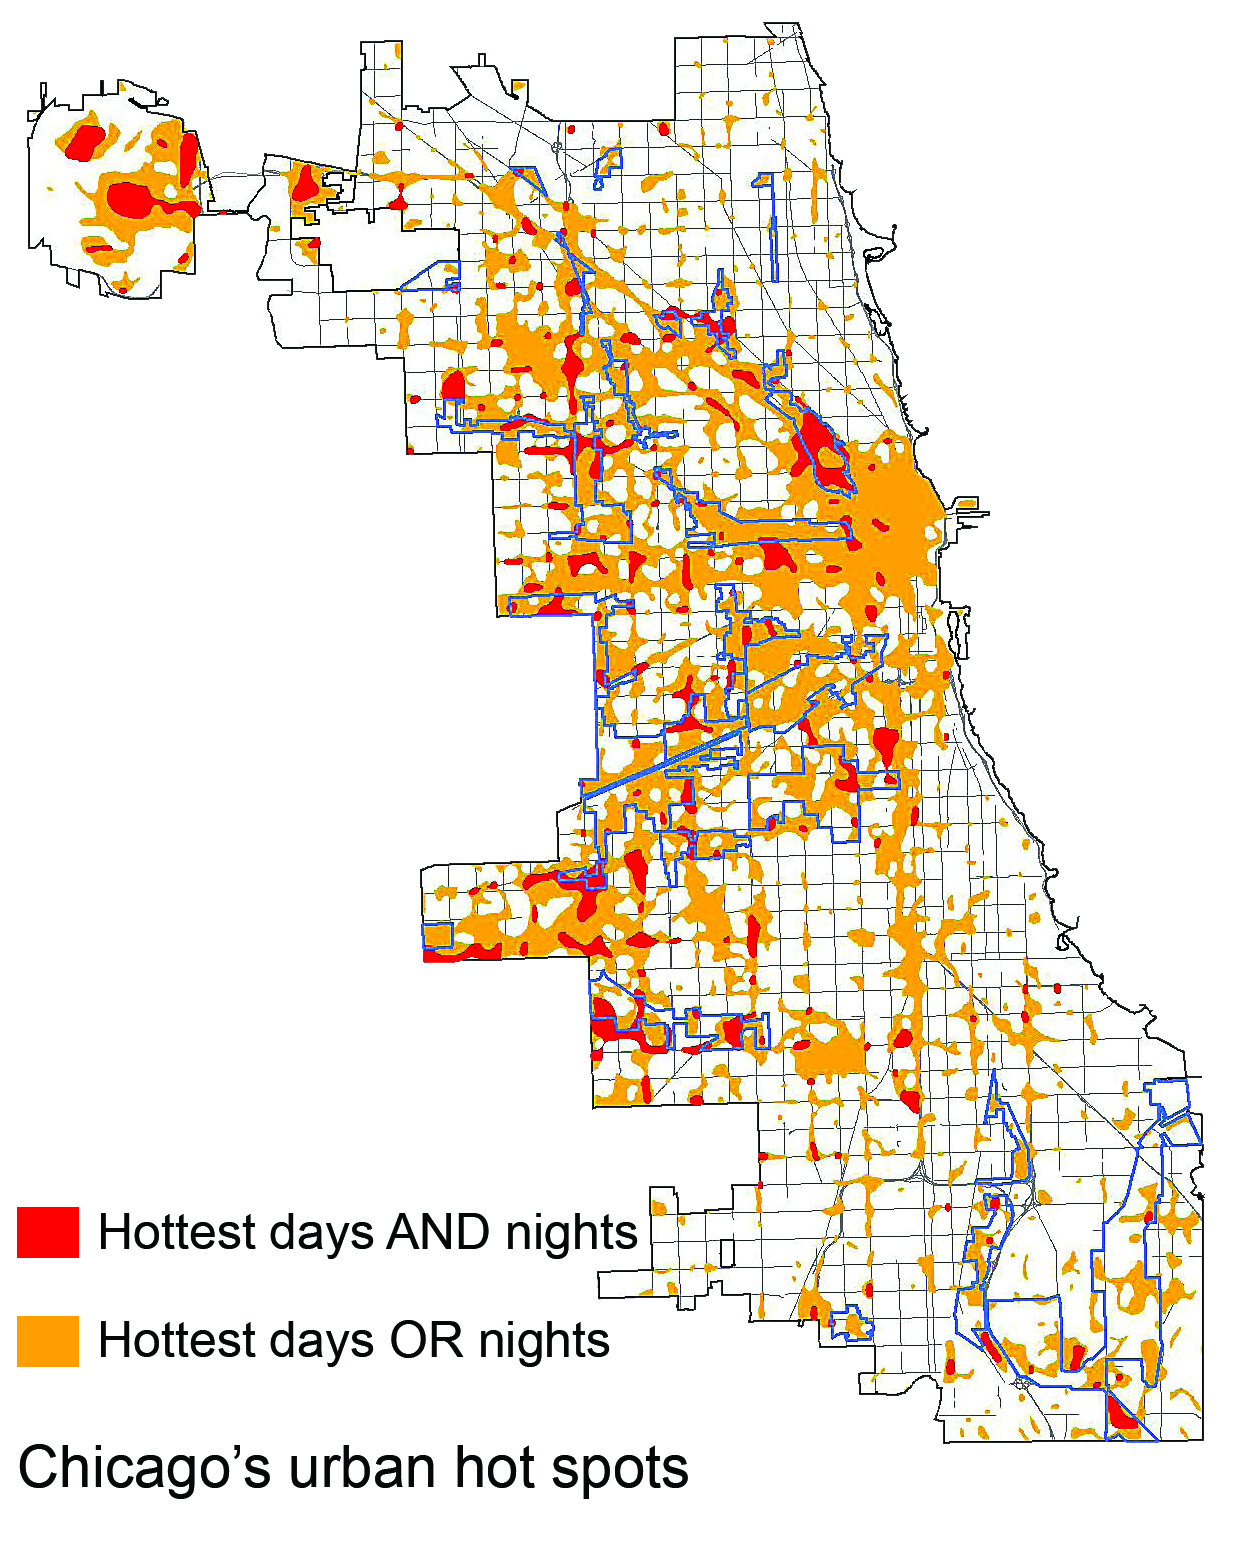 Hottest days AND nights
Hottest days OR nights
Chicago’s urban hot spots